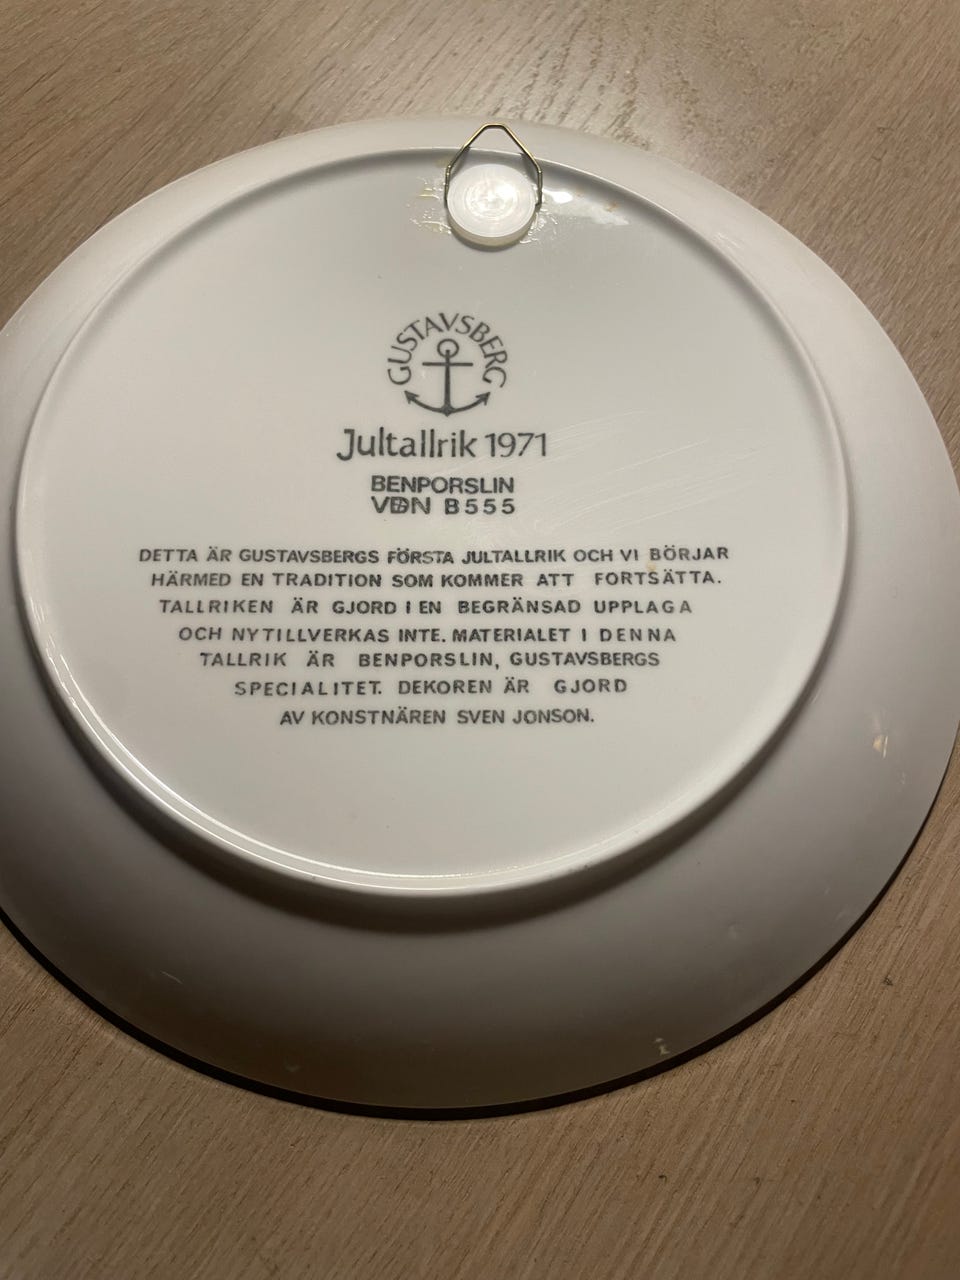 GUSTAVSBERG
Jultallrik 1971
BENPORSLIN
VDN B555
DETTA ÄR GUSTAVSBERGS FÖRSTA JULTALLRIK OCH VI BÖRJAR
HÄRMED EN TRADITION SOM KOMMER ATT FORTSÄTTA.
TALLRIKEN ÄR GJORD I EN BEGRÄNSAD UPPLAGA
OCH NYTILLVERKAS INTE. MATERIALET I DENNA
TALLRIK ÄR BENPORSLIN, GUSTAVSBERGS
SPECIALITET. DEKOREN ÄR GJORD
AV KONSTNÄREN SVEN JONSON.